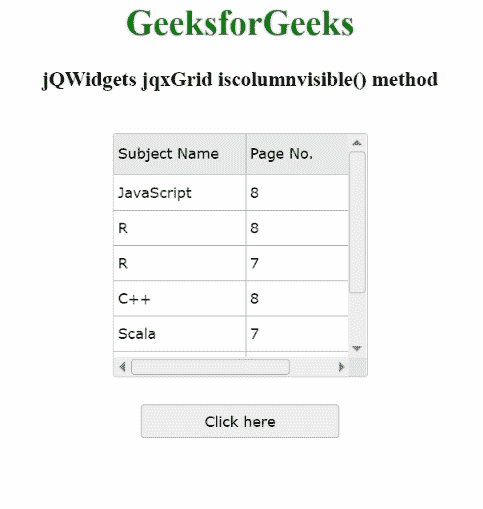 GeeksforGeeks
jQWidgets jqxGrid iscolumnvisible() method
Subject Name Page No.
JavaScript 8
R 8
R 7
C++ 8
Scala 7
Click here